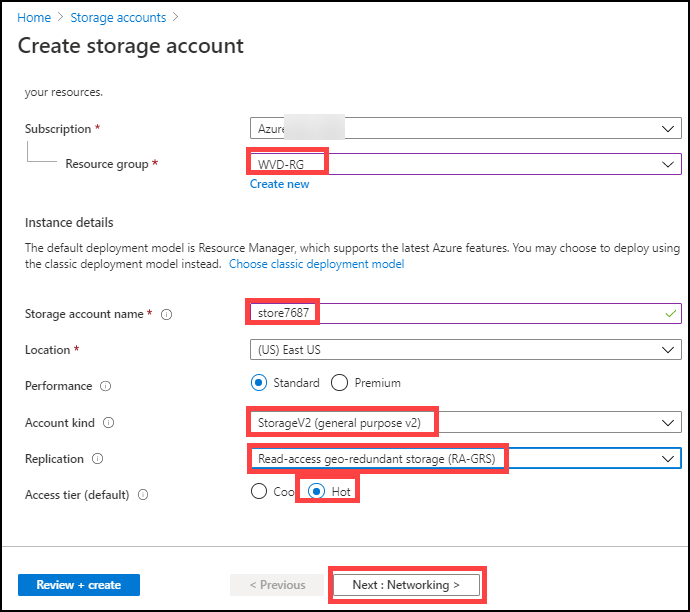 Home > Storage accounts >
Create storage account
your resources.
Subscription * Azure
Resource group * WVD-RG
Create new
Instance details
The default deployment model is Resource Manager, which supports the latest Azure features. You may choose to deploy using
the classic deployment model instead. Choose classic deployment model
Storage account name * store7687
Location * (US) East US
Performance Standard Premium
Account kind StorageV2 (general purpose v2)
Replication Read-access geo-redundant storage (RA-GRS)
Access tier (default) Hot
Review + create < Previous Next : Networking >